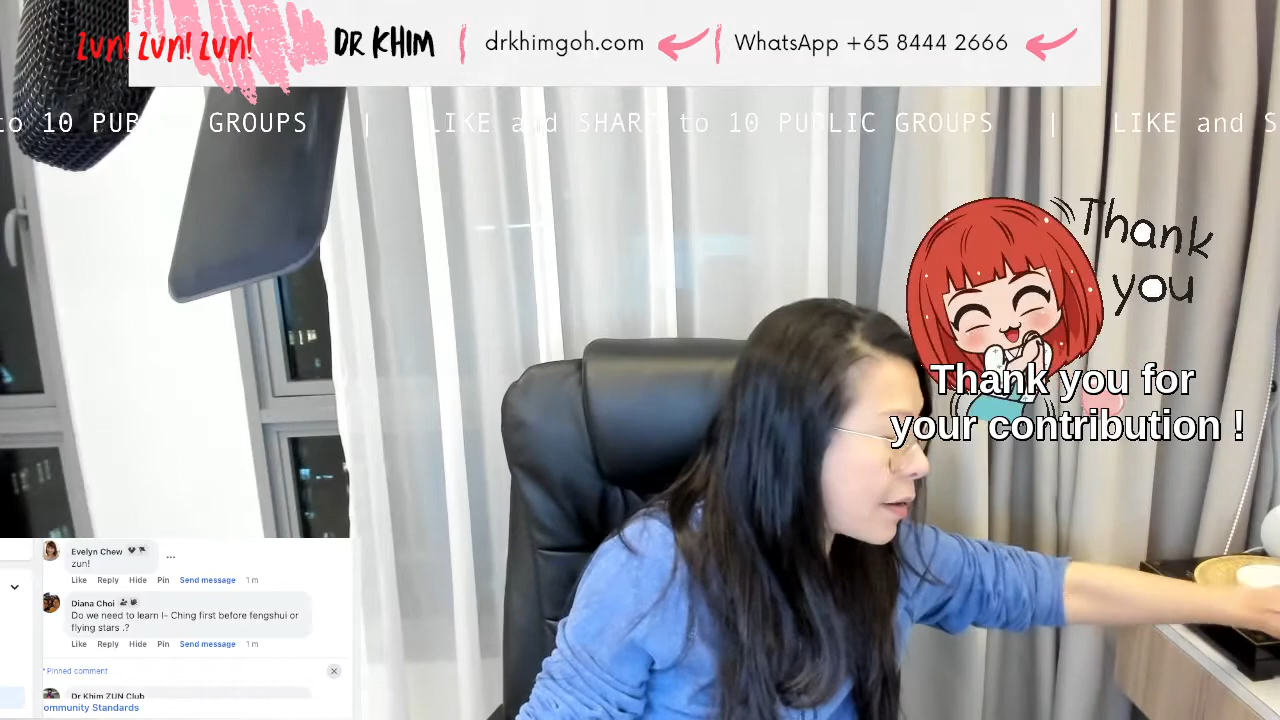 zun! zun! zun!
DR KHIM
drkhimgoh.com
WhatsApp +65 8444 2666
to 10 PUBLIC GROUPS | LIKE and SHARE to 10 PUBLIC GROUPS | LIKE and S
Thank
you
Thank you for
your contribution !
Evelyn Chew
zun!
...
Like Reply Hide Pin Send message 1 m
Diana Choi
Do we need to learn I- Ching first before fengshui or
flying stars .?
Like Reply Hide Pin Send message 1 m
Pinned comment
Dr Khim ZUN Club
ommunity Standards